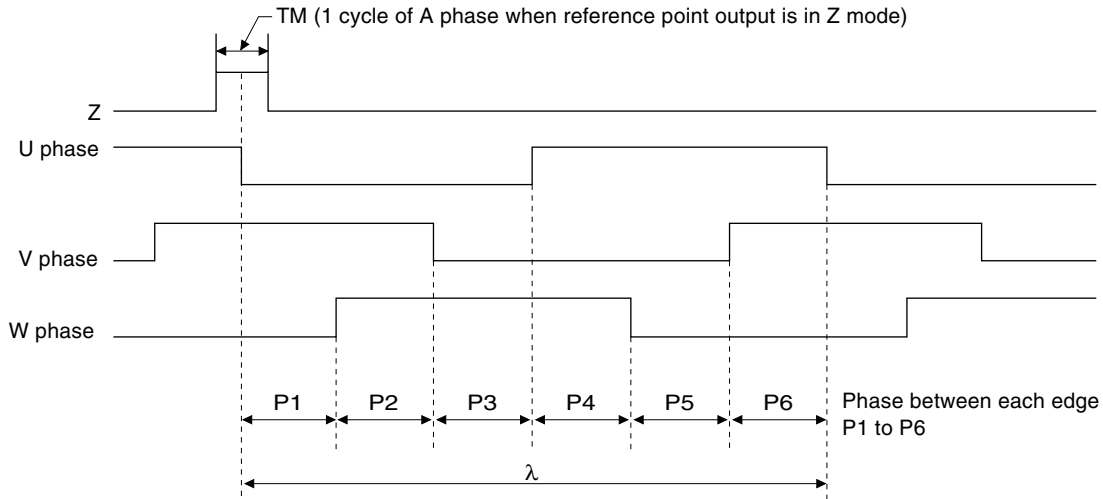 TM (1 cycle of A phase when reference point output is in Z mode)
Z
U phase
V phase
W phase
P1 P2 P3 P4 P5 P6
Phase between each edge
P1 to P6
λ